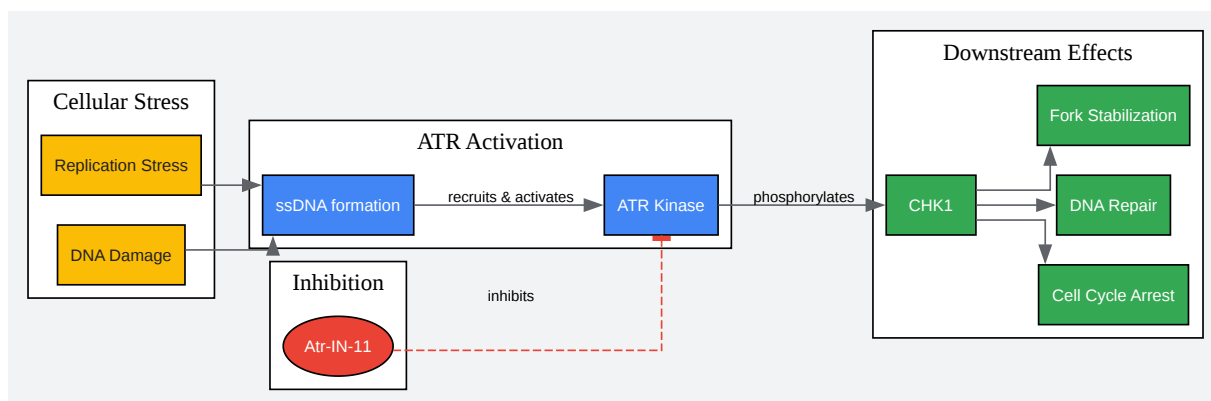 Cellular Stress
Replication Stress
DNA Damage
ATR Activation
ssDNA formation
recruits & activates
ATR Kinase
Inhibition
Atr-IN-11
inhibits
phosphorylates
Downstream Effects
CHK1
Fork Stabilization
DNA Repair
Cell Cycle Arrest